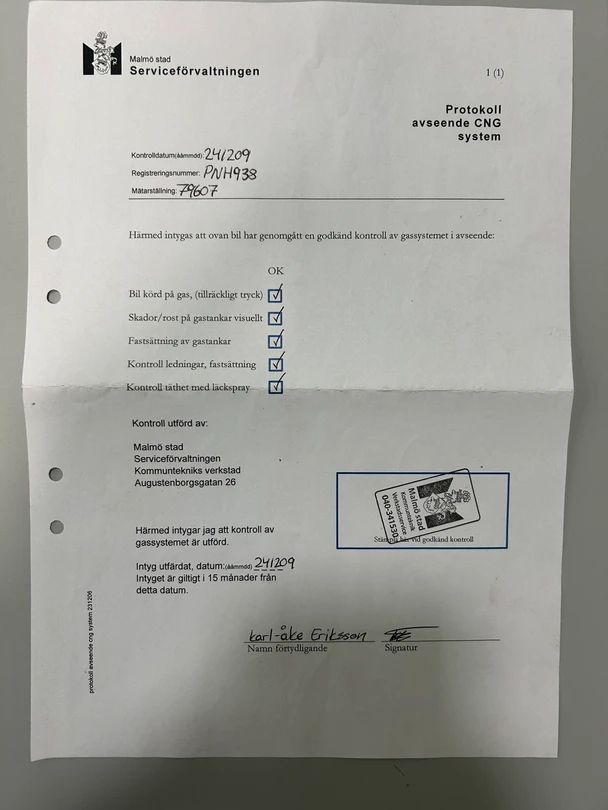 Malmö stad
Serviceförvaltningen
1 (1)
Protokoll
avseende CNG
system
Kontrolldatum(ååmmdd): 241209
Registreringsnummer: PNH938
Mätarställning: 79607
Härmed intygas att ovan bil har genomgått en godkänd kontroll av gassystemet i avseende:
OK
Bil körd på gas, (tillräckligt tryck)
Skador/rost på gastankar visuellt
Fastsättning av gastankar
Kontroll ledningar, fastsättning
Kontroll täthet med läckspray
Kontroll utförd av:
Malmö stad
Serviceförvaltningen
Kommuntekniks verkstad
Augustenborgsgatan 26
Malmö stad
Kommunteknik
Verkstadsservice
040-341530
Stämpla här vid godkänd kontroll
Härmed intygar jag att kontroll av
gassystemet är utförd.
Intyg utfärdat, datum:(ååmmdd) 241209
Intyget är giltigt i 15 månader från
detta datum.
Karl-Åke Eriksson
Namn förtydligande Signatur
protokoll avseende cng system 231206